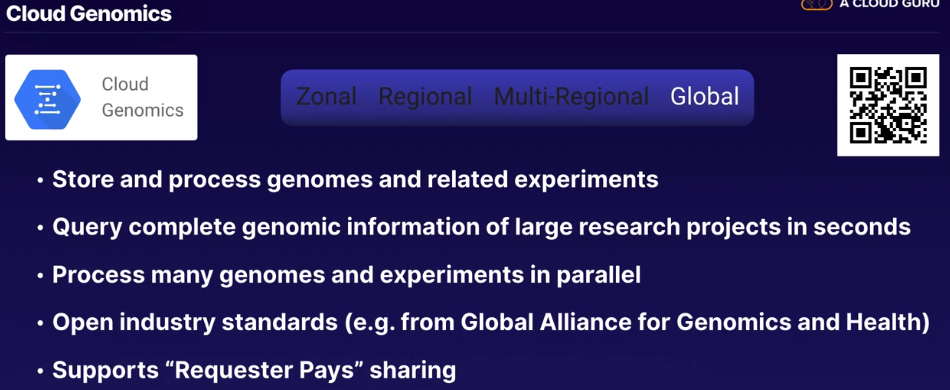 Cloud Genomics
A CLOUD GURU
Cloud
Genomics
Zonal Regional Multi-Regional Global
• Store and process genomes and related experiments
• Query complete genomic information of large research projects in seconds
• Process many genomes and experiments in parallel
• Open industry standards (e.g. from Global Alliance for Genomics and Health)
• Supports “Requester Pays” sharing